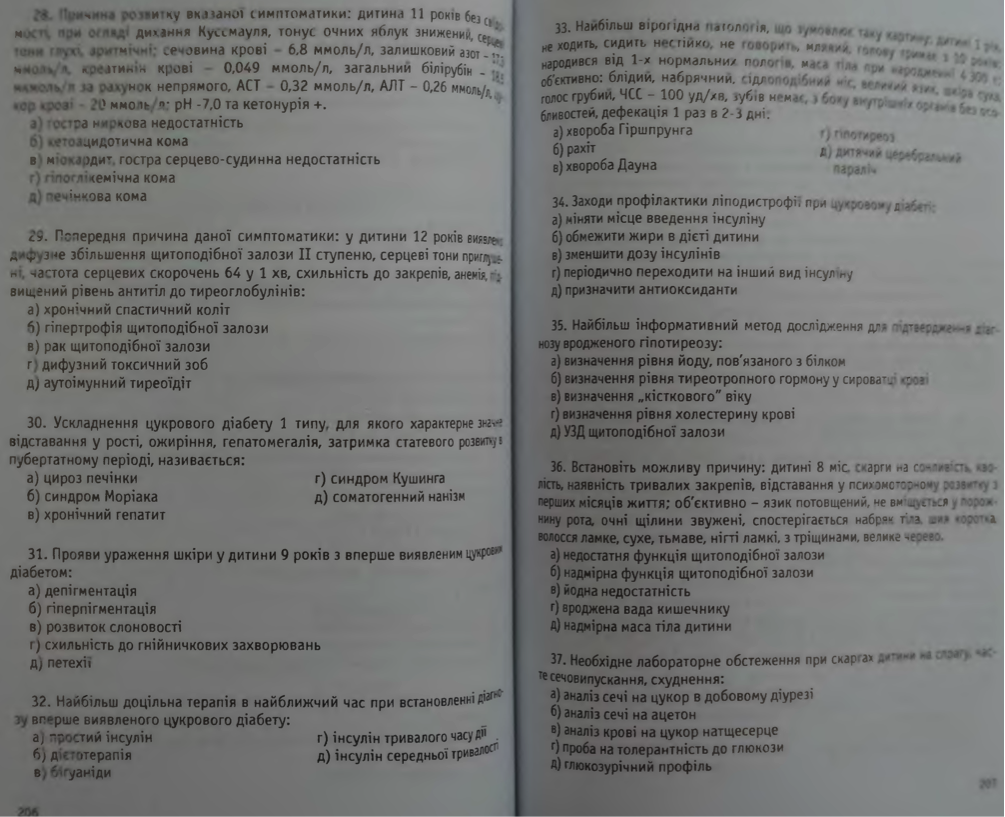 28. Причина розвитку вказаної симптоматики: дитина 11 років без
при огляді дихання Куссмауля, тонус очних яблук знижений, серцеві
тони глухі, аритмічні; сечовина крові – 6,8 ммоль/л, залишковий азот –
ммоль/л, креатинін крові – 0,049 ммоль/л, загальний білірубін –
за рахунок непрямого, АСТ – 0,32 ммоль/л, АЛТ – 0,26 ммоль/л,
крові – 20 ммоль/л; рН -7,0 та кетонурія +.
а) гостра ниркова недостатність
б) кетоацидотична кома
в) міокардит, гостра серцево-судинна недостатність
г) гіпоглікемічна кома
д) печінкова кома
29. Попередня причина даної симптоматики: у дитини 12 років виявлено
дифузне збільшення щитоподібної залози II ступеню, серцеві тони приглуше-
ні, частота серцевих скорочень 64 у 1 хв, схильність до закрепів, анемія, під-
вищений рівень антитіл до тиреоглобулінів:
а) хронічний спастичний коліт
б) гіпертрофія щитоподібної залози
в) рак щитоподібної залози
г) дифузний токсичний зоб
д) аутоімунний тиреоїдіт
30. Ускладнення цукрового діабету 1 типу, для якого характерне значне
відставання у рості, ожиріння, гепатомегалія, затримка статевого розвитку в
пубертатному періоді, називається:
а) цироз печінки
б) синдром Моріака
в) хронічний гепатит
г) синдром Кушинга
д) соматогенний нанізм
31. Прояви ураження шкіри у дитини 9 років з вперше виявленим цукровим
діабетом:
а) депігментація
б) гіперпігментація
в) розвиток слоновості
г) схильність до гнійничкових захворювань
д) петехії
32. Найбільш доцільна терапія в найближчий час при встановленні діагно-
зу вперше виявленого цукрового діабету:
а) простий інсулін
б) дієтотерапія
в) бігуаніди
г) інсулін тривалого часу дії
д) інсулін середньої тривалості
206
33. Найбільш вірогідна патологія, що зумовлює таку картину: дитині 1 рік,
не ходить, сидить нестійко, не говорить, млявий, голову тримає з 10 років,
народився від 1-х нормальних пологів, маса тіла при народженні 4 300 г,
об'єктивно: блідий, набрячний, сідлоподібний ніс, великий язик, шкіра суха,
голос грубий, ЧСС – 100 уд/хв, зубів немає, з боку внутрішніх органів без осо-
бливостей, дефекація 1 раз в 2-3 дні:
а) хвороба Гіршпрунга
б) рахіт
в) хвороба Дауна
г) гіпотиреоз
д) дитячий церебральний
параліч
34. Заходи профілактики ліподистрофії при цукровому діабеті:
а) міняти місце введення інсуліну
б) обмежити жири в дієті дитини
в) зменшити дозу інсулінів
г) періодично переходити на інший вид інсуліну
д) призначити антиоксиданти
35. Найбільш інформативний метод дослідження для підтвердження діаг-
нозу вродженого гіпотиреозу:
а) визначення рівня йоду, пов'язаного з білком
б) визначення рівня тиреотропного гормону у сироватці крові
в) визначення „кісткового" віку
г) визначення рівня холестерину крові
д) УЗД щитоподібної залози
36. Встановіть можливу причину: дитині 8 міс, скарги на сонливість, кво-
лість, наявність тривалих закрепів, відставання у психомоторному розвитку з
перших місяців життя; об'єктивно – язик потовщений, не вміщується у порож-
нину рота, очні щілини звужені, спостерігається набряк тіла, шия коротка,
волосся ламке, сухе, тьмаве, нігті ламкі, з тріщинами, велике черево.
а) недостатня функція щитоподібної залози
б) надмірна функція щитоподібної залози
в) йодна недостатність
г) вроджена вада кишечнику
д) надмірна маса тіла дитини
37. Необхідне лабораторне обстеження при скаргах дитини на спрагу, час-
те сечовипускання, схуднення:
а) аналіз сечі на цукор в добовому діурезі
б) аналіз сечі на ацетон
в) аналіз крові на цукор натщесерце
г) проба на толерантність до глюкози
д) глюкозурічний профіль
207